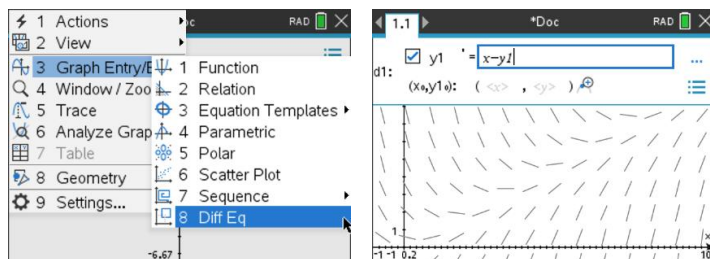 1 Actions
2 View
3 Graph Entry/E
4 Window / Zoo
5 Trace
6 Analyze Grap
7 Table
8 Geometry
9 Settings...
oc
RAD
1 Function
2 Relation
3 Equation Templates
4 Parametric
5 Polar
6 Scatter Plot
7 Sequence
8 Diff Eq
-6.67
1.1
*Doc
RAD
y1 ' = x-y1
d1:
(x₀,y1₀): ( <x> , <y> )
...
1
-1 -1 0.2
x
10